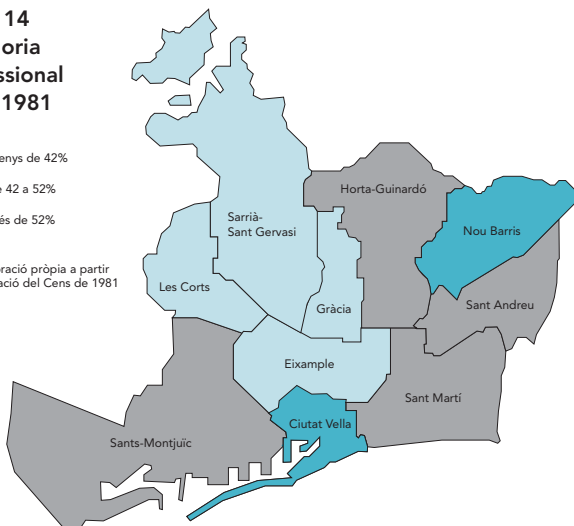 14
oria
ssional
1981
enys de 42%
42 a 52%
és de 52%
ració pròpia a partir
ació del Cens de 1981
Horta-Guinardó
Nou Barris
Sarrià-
Sant Gervasi
Les Corts
Gràcia
Sant Andreu
Eixample
Sant Martí
Ciutat Vella
Sants-Montjuïc